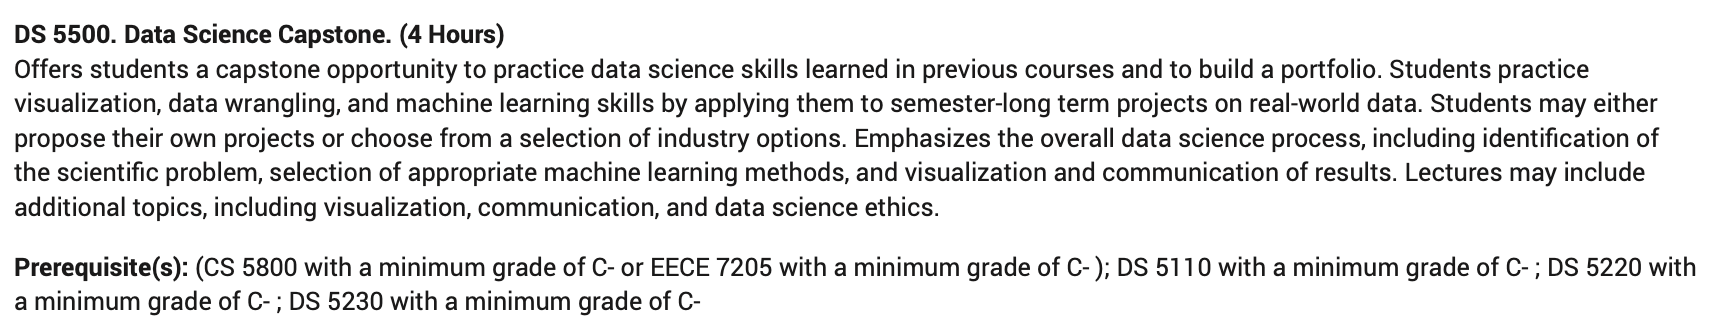 DS 5500. Data Science Capstone. (4 Hours)
Offers students a capstone opportunity to practice data science skills learned in previous courses and to build a portfolio. Students practice
visualization, data wrangling, and machine learning skills by applying them to semester-long term projects on real-world data. Students may either
propose their own projects or choose from a selection of industry options. Emphasizes the overall data science process, including identification of
the scientific problem, selection of appropriate machine learning methods, and visualization and communication of results. Lectures may include
additional topics, including visualization, communication, and data science ethics.
Prerequisite(s): (CS 5800 with a minimum grade of C- or EECE 7205 with a minimum grade of C- ); DS 5110 with a minimum grade of C- ; DS 5220 with
a minimum grade of C- ; DS 5230 with a minimum grade of C-